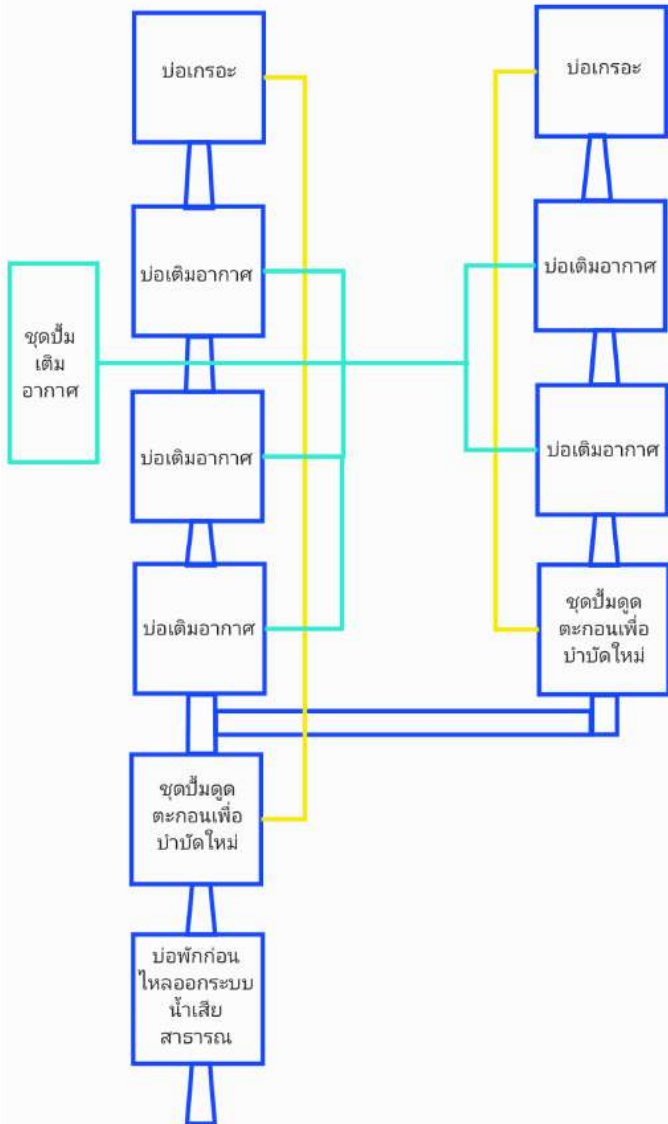 บ่อเกรอะ
บ่อเกรอะ
บ่อเติมอากาศ
บ่อเติมอากาศ
ชุดปั๊ม
เติม
อากาศ
บ่อเติมอากาศ
บ่อเติมอากาศ
บ่อเติมอากาศ
ชุดปั๊มดูด
ตะกอนเพื่อ
บำบัดใหม่
ชุดปั๊มดูด
ตะกอนเพื่อ
บำบัดใหม่
บ่อพักก่อน
ไหลออกระบบ
น้ำเสีย
สาธารณ